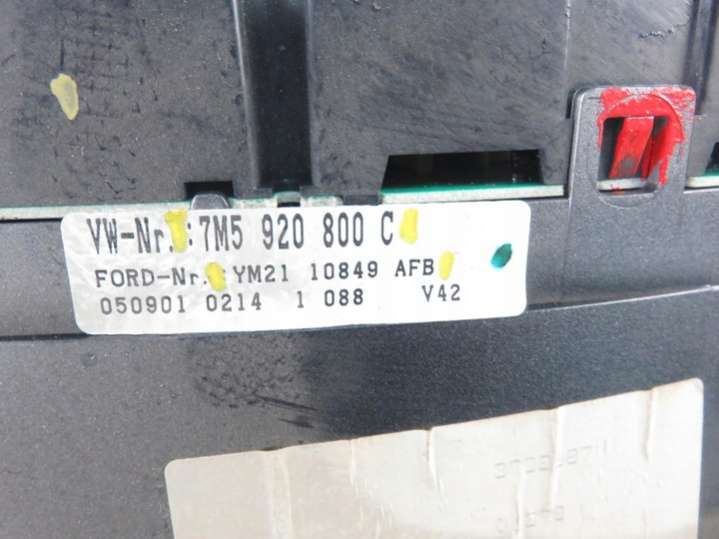 VW-Nr.:7M5 920 800 C
FORD-Nr.:YM21 10849 AFB
050901 0214 1 088 V42